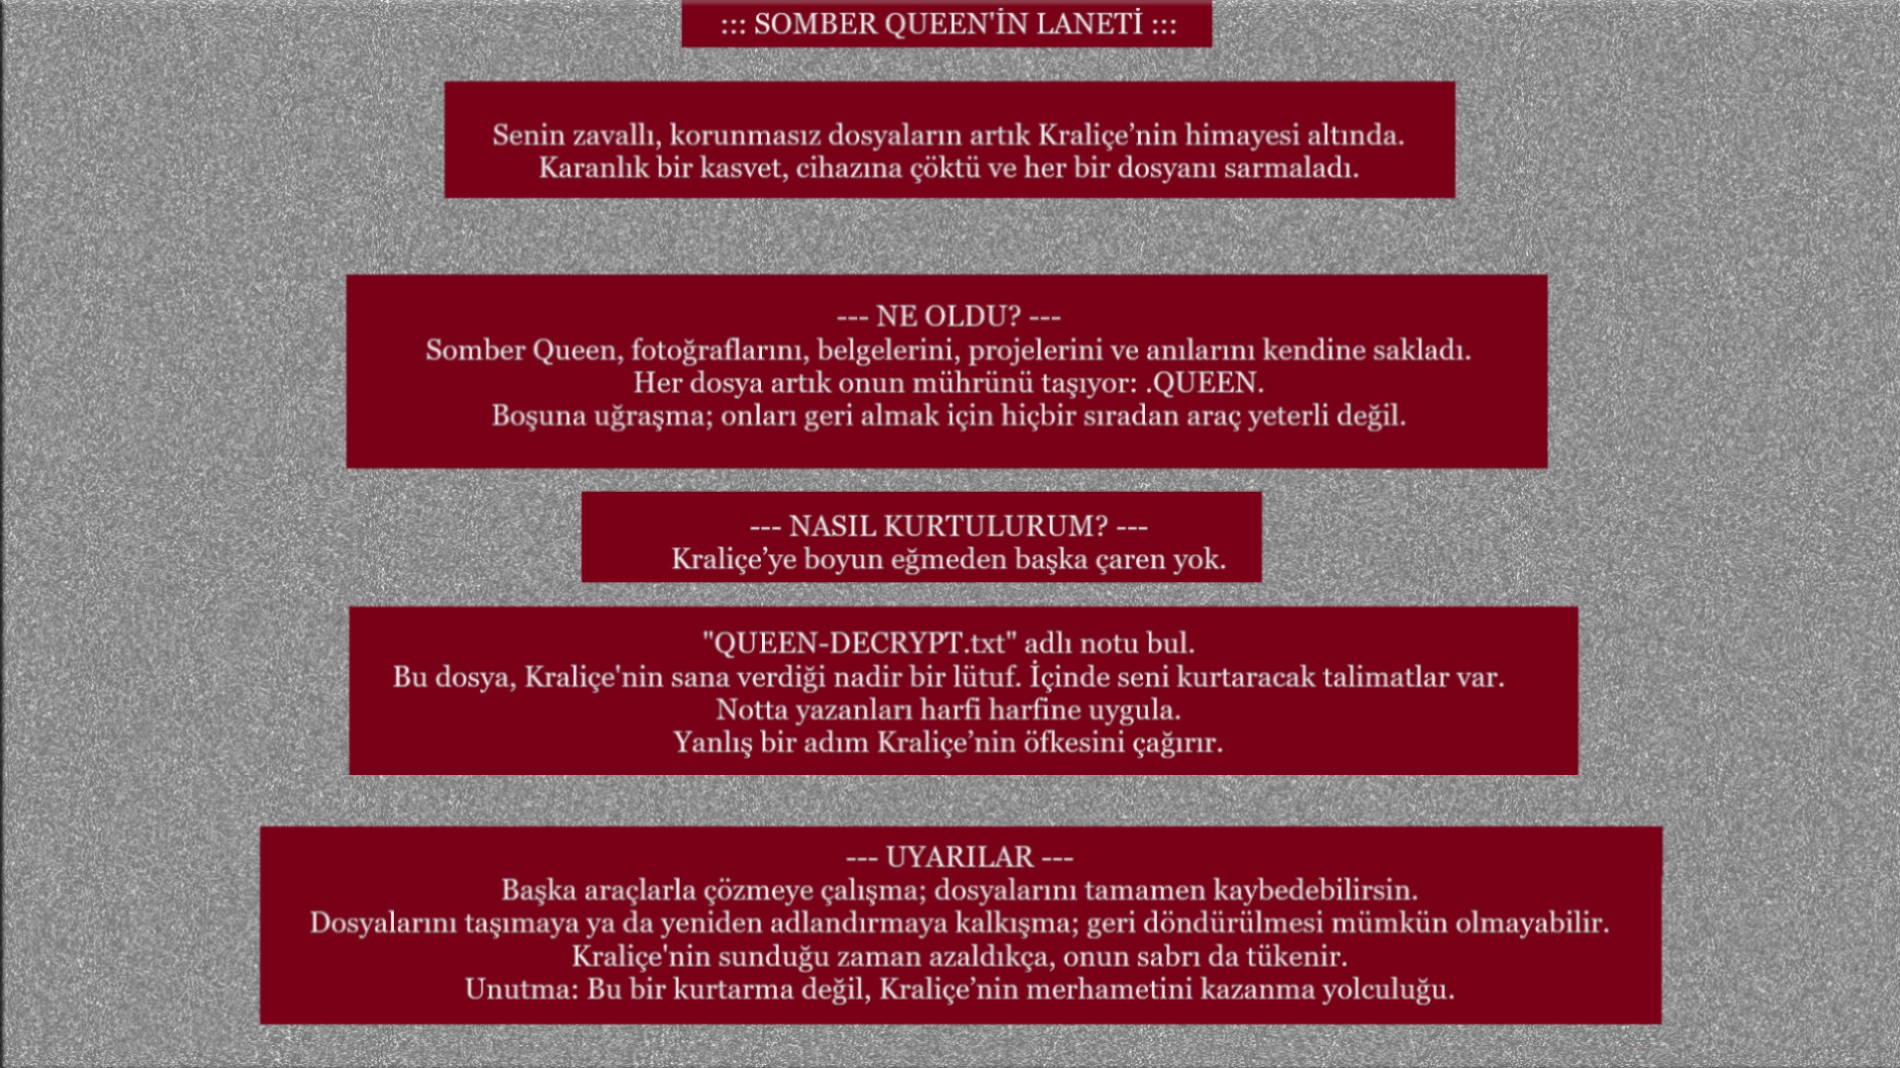 ::: SOMBER QUEEN'İN LANETİ :::
Senin zavallı, korunmasız dosyaların artık Kraliçe’nin himayesi altında.
Karanlık bir kasvet, cihazına çöktü ve her bir dosyanı sarmaladı.
--- NE OLDU? ---
Somber Queen, fotoğraflarını, belgelerini, projelerini ve anılarını kendine sakladı.
Her dosya artık onun mührünü taşıyor: .QUEEN.
Boşuna uğraşma; onları geri almak için hiçbir sıradan araç yeterli değil.
--- NASIL KURTULURUM? ---
Kraliçe’ye boyun eğmeden başka çaren yok.
"QUEEN-DECRYPT.txt" adlı notu bul.
Bu dosya, Kraliçe'nin sana verdiği nadir bir lütuf. İçinde seni kurtaracak talimatlar var.
Notta yazanları harfi harfine uygula.
Yanlış bir adım Kraliçe’nin öfkesini çağırır.
--- UYARILAR ---
Başka araçlarla çözmeye çalışma; dosyalarını tamamen kaybedebilirsin.
Dosyalarını taşımaya ya da yeniden adlandırmaya kalkışma; geri döndürülmesi mümkün olmayabilir.
Kraliçe'nin sunduğu zaman azaldıkça, onun sabrı da tükenir.
Unutma: Bu bir kurtarma değil, Kraliçe’nin merhametini kazanma yolculuğu.